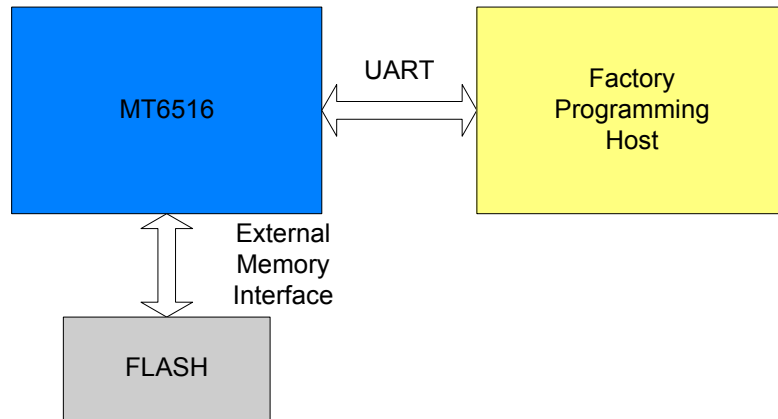 MT6516
UART
Factory
Programming
Host
External
Memory
Interface
FLASH